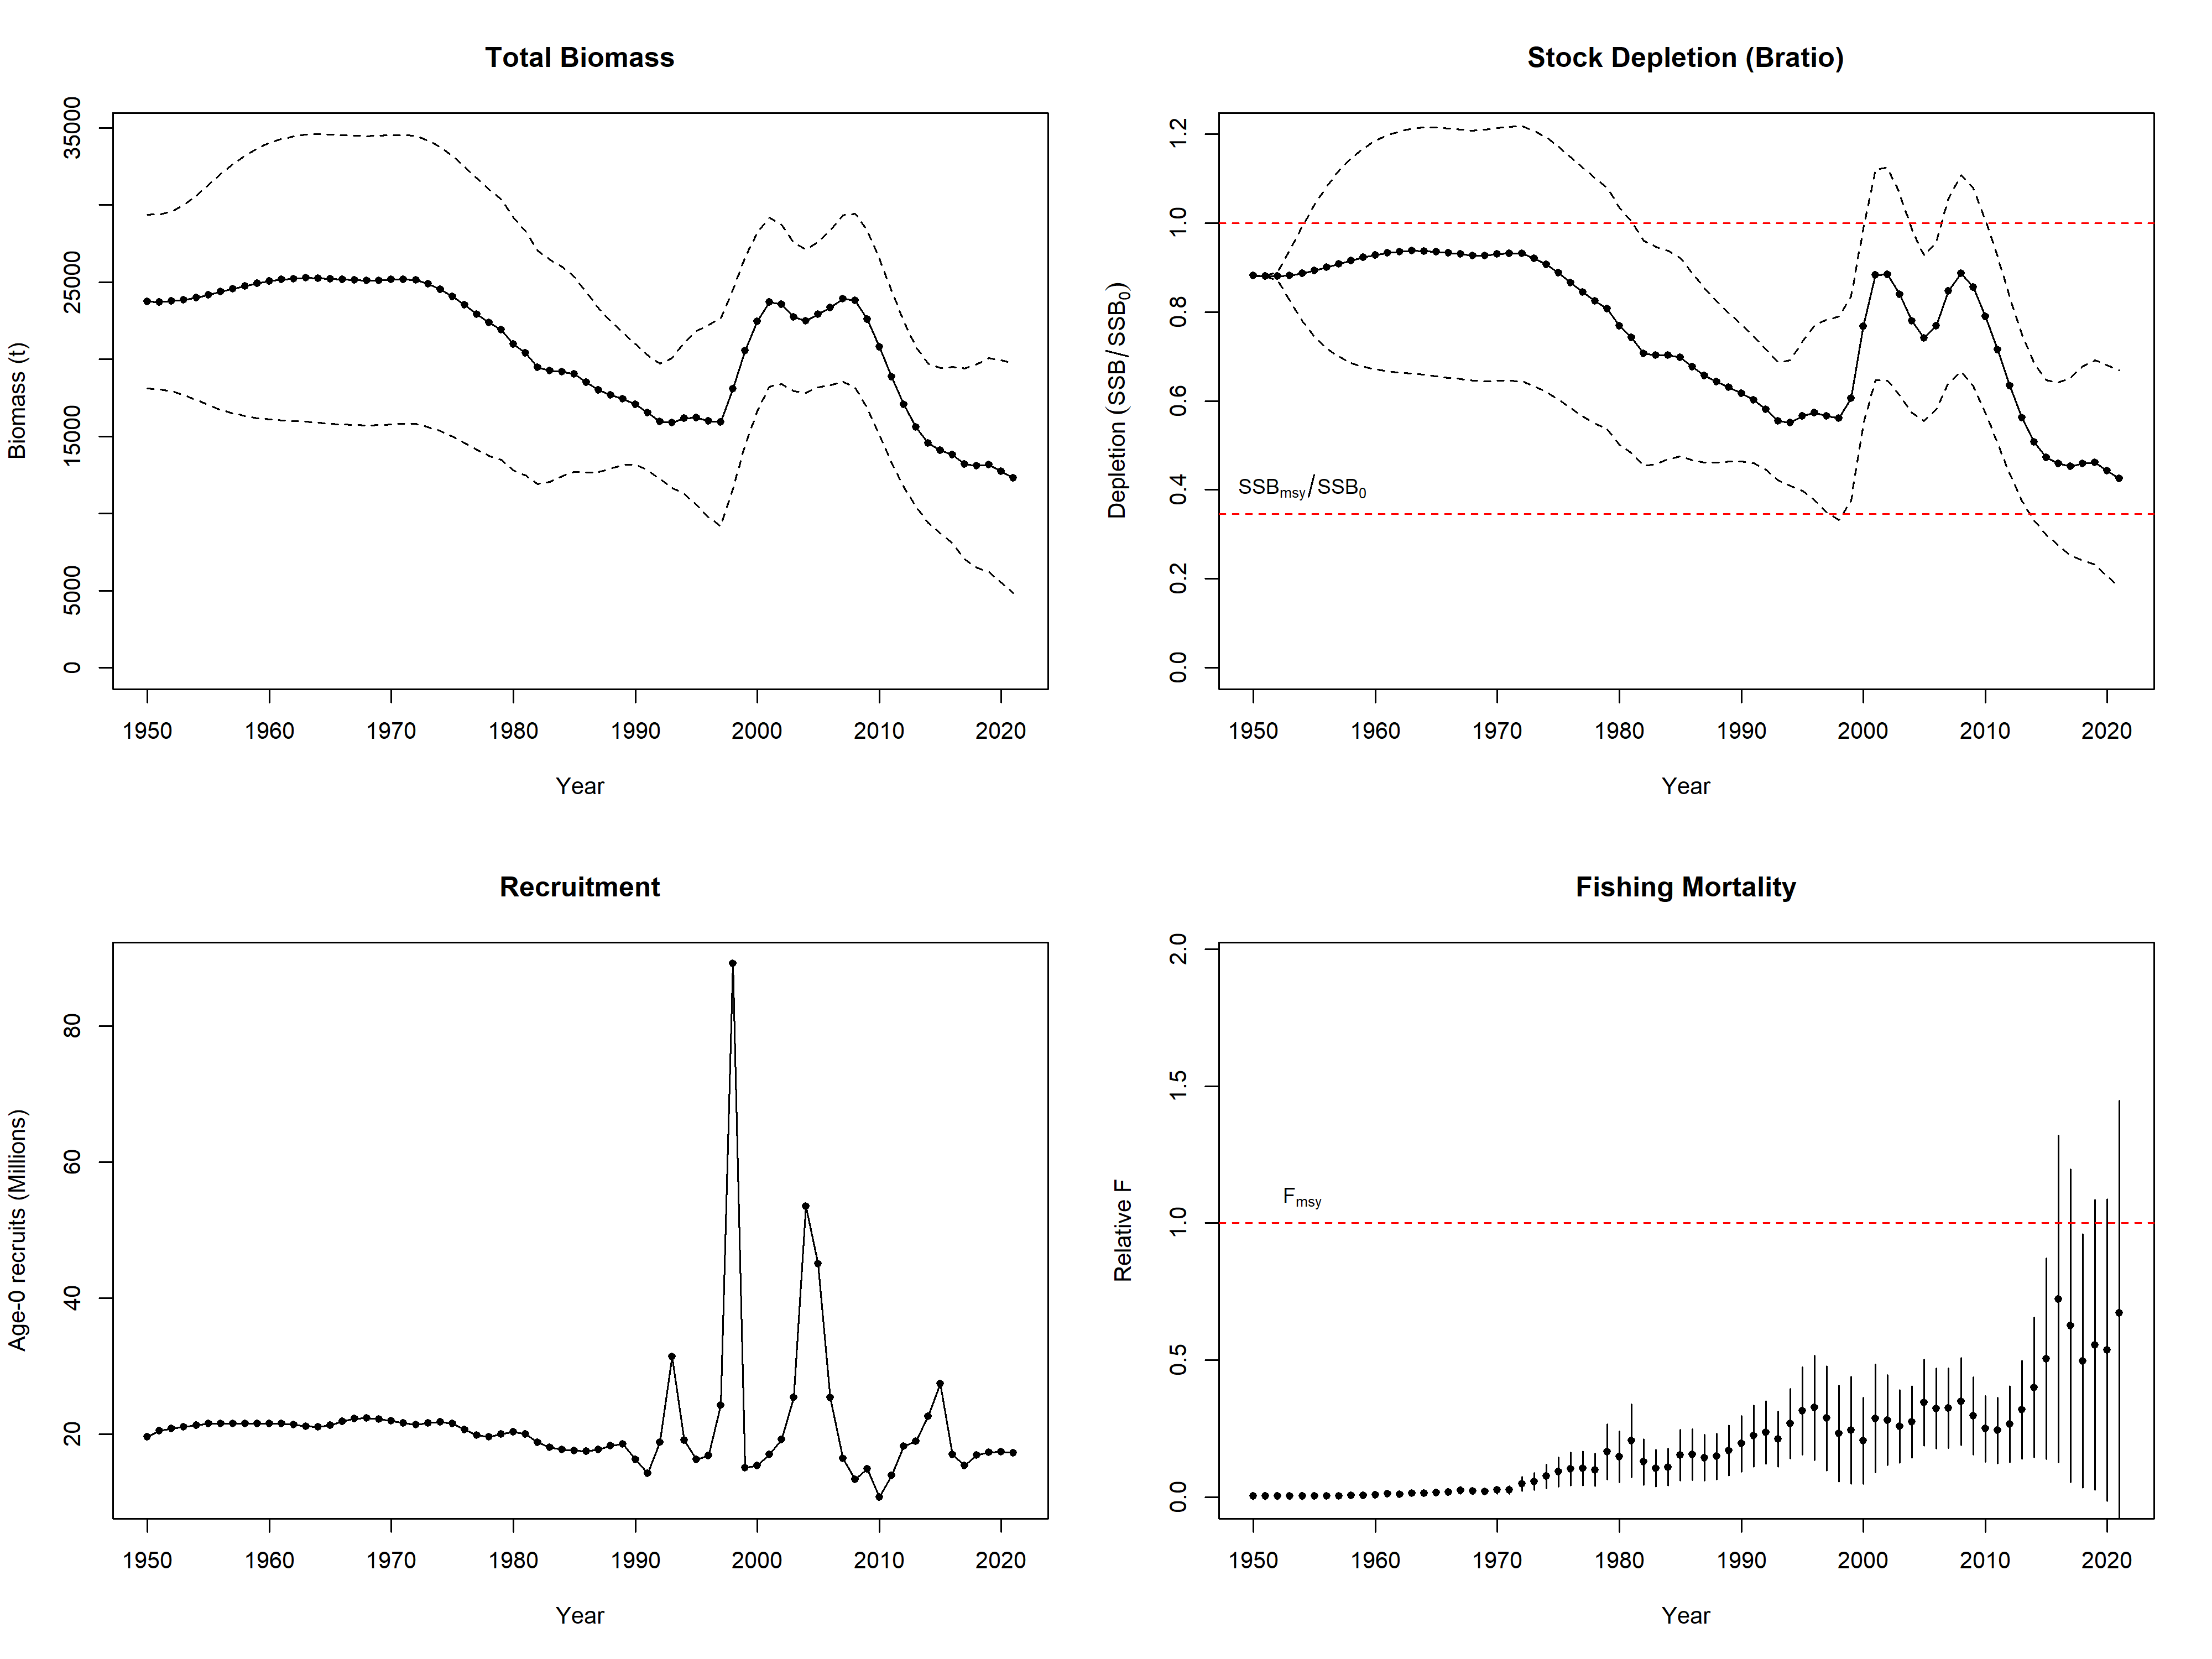 Total Biomass
Biomass (t)
35000
25000
15000
5000
0
1950 1960 1970 1980 1990 2000 2010 2020
Year
Stock Depletion (Bratio)
Depletion (SSB/SSB0)
1.2
1.0
0.8
0.6
0.4
0.2
0.0
SSBmsy/SSB0
1950 1960 1970 1980 1990 2000 2010 2020
Year
Recruitment
Age-0 recruits (Millions)
80
60
40
20
1950 1960 1970 1980 1990 2000 2010 2020
Year
Fishing Mortality
Relative F
2.0
1.5
1.0
0.5
0.0
Fmsy
1950 1960 1970 1980 1990 2000 2010 2020
Year